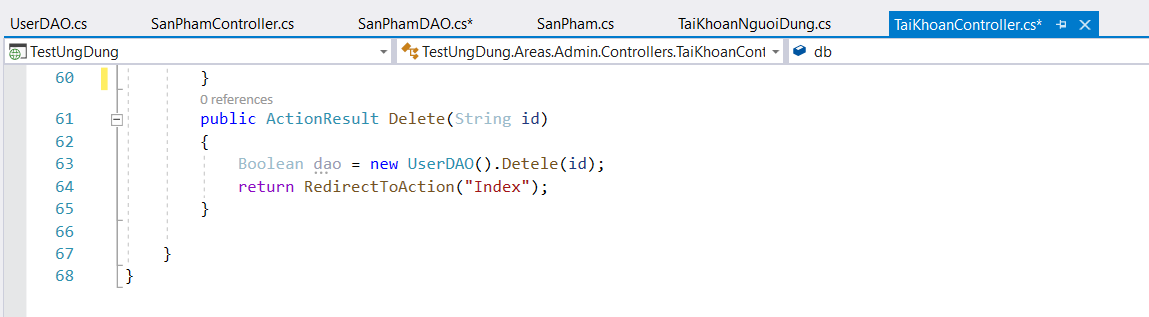 UserDAO.cs SanPhamController.cs SanPhamDAO.cs* SanPham.cs TaiKhoanNguoiDung.cs TaiKhoanController.cs*
TestUngDung TestUngDung.Areas.Admin.Controllers.TaiKhoanCont db
60 }
0 references
61 public ActionResult Delete(String id)
62 {
63 Boolean dao = new UserDAO().Detele(id);
64 return RedirectToAction("Index");
65 }
66
67 }
68 }